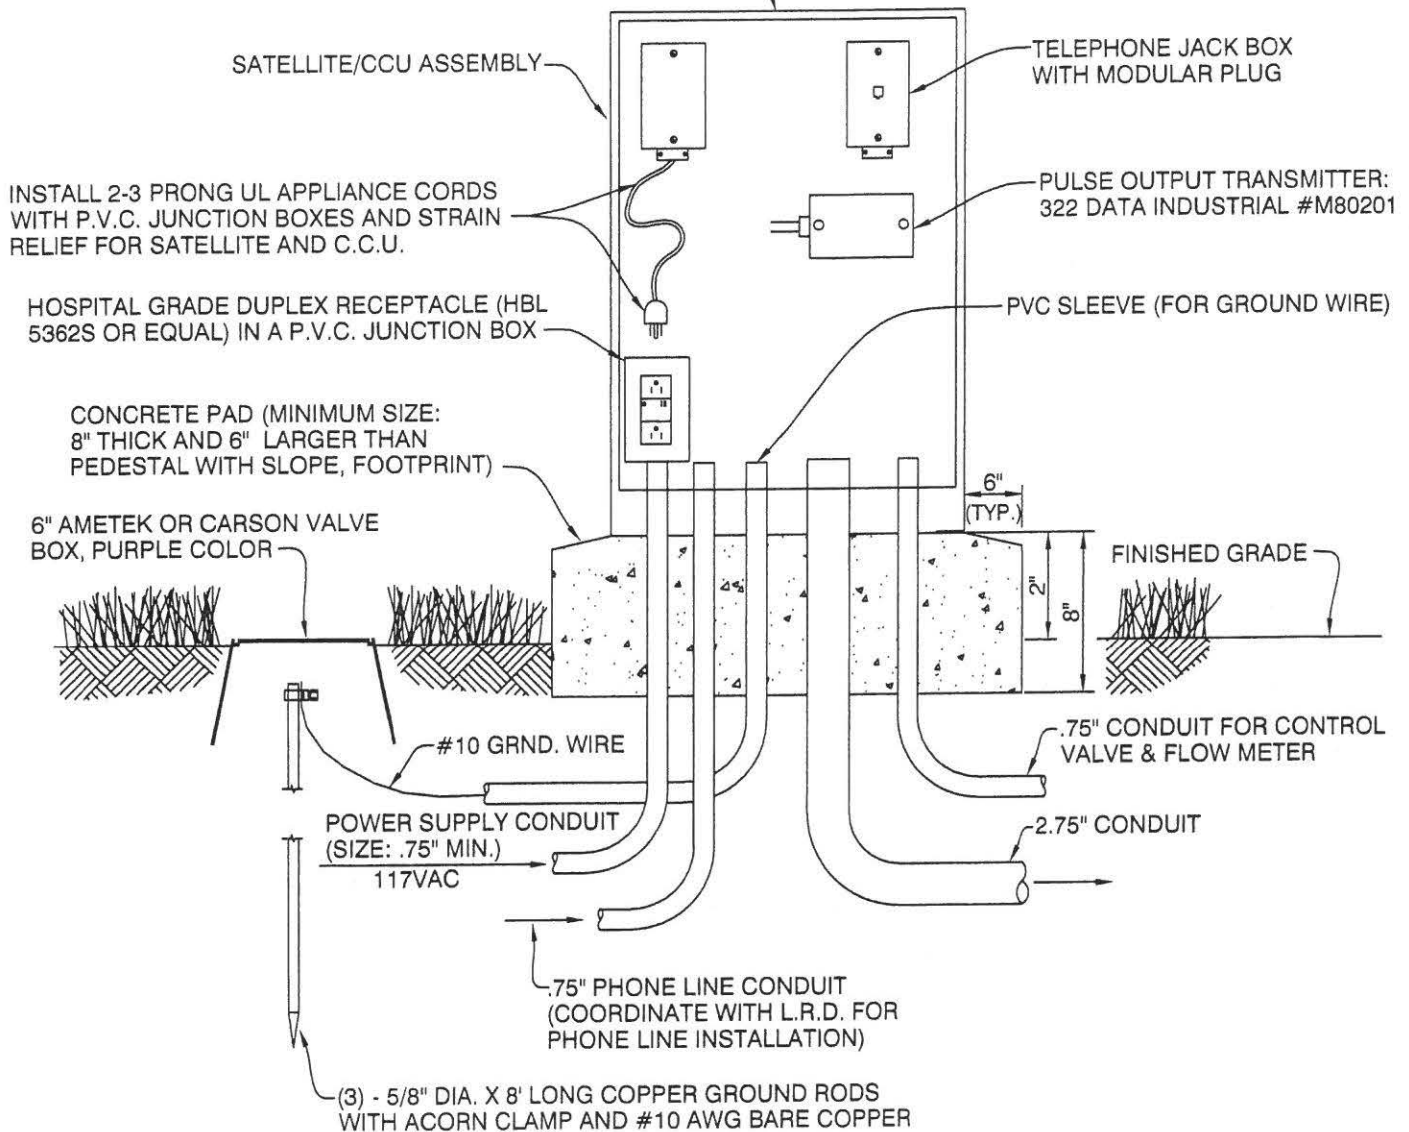 SATELLITE/CCU ASSEMBLY
TELEPHONE JACK BOX
WITH MODULAR PLUG
INSTALL 2-3 PRONG UL APPLIANCE CORDS
WITH P.V.C. JUNCTION BOXES AND STRAIN
RELIEF FOR SATELLITE AND C.C.U.
PULSE OUTPUT TRANSMITTER:
322 DATA INDUSTRIAL #M80201
HOSPITAL GRADE DUPLEX RECEPTACLE (HBL
5362S OR EQUAL) IN A P.V.C. JUNCTION BOX
PVC SLEEVE (FOR GROUND WIRE)
CONCRETE PAD (MINIMUM SIZE:
8" THICK AND 6" LARGER THAN
PEDESTAL WITH SLOPE, FOOTPRINT)
6"
(TYP.)
6" AMETEK OR CARSON VALVE
BOX, PURPLE COLOR
FINISHED GRADE
2"
8"
#10 GRND. WIRE
.75" CONDUIT FOR CONTROL
VALVE & FLOW METER
POWER SUPPLY CONDUIT
(SIZE: .75" MIN.)
117VAC
2.75" CONDUIT
.75" PHONE LINE CONDUIT
(COORDINATE WITH L.R.D. FOR
PHONE LINE INSTALLATION)
(3) - 5/8" DIA. X 8' LONG COPPER GROUND RODS
WITH ACORN CLAMP AND #10 AWG BARE COPPER